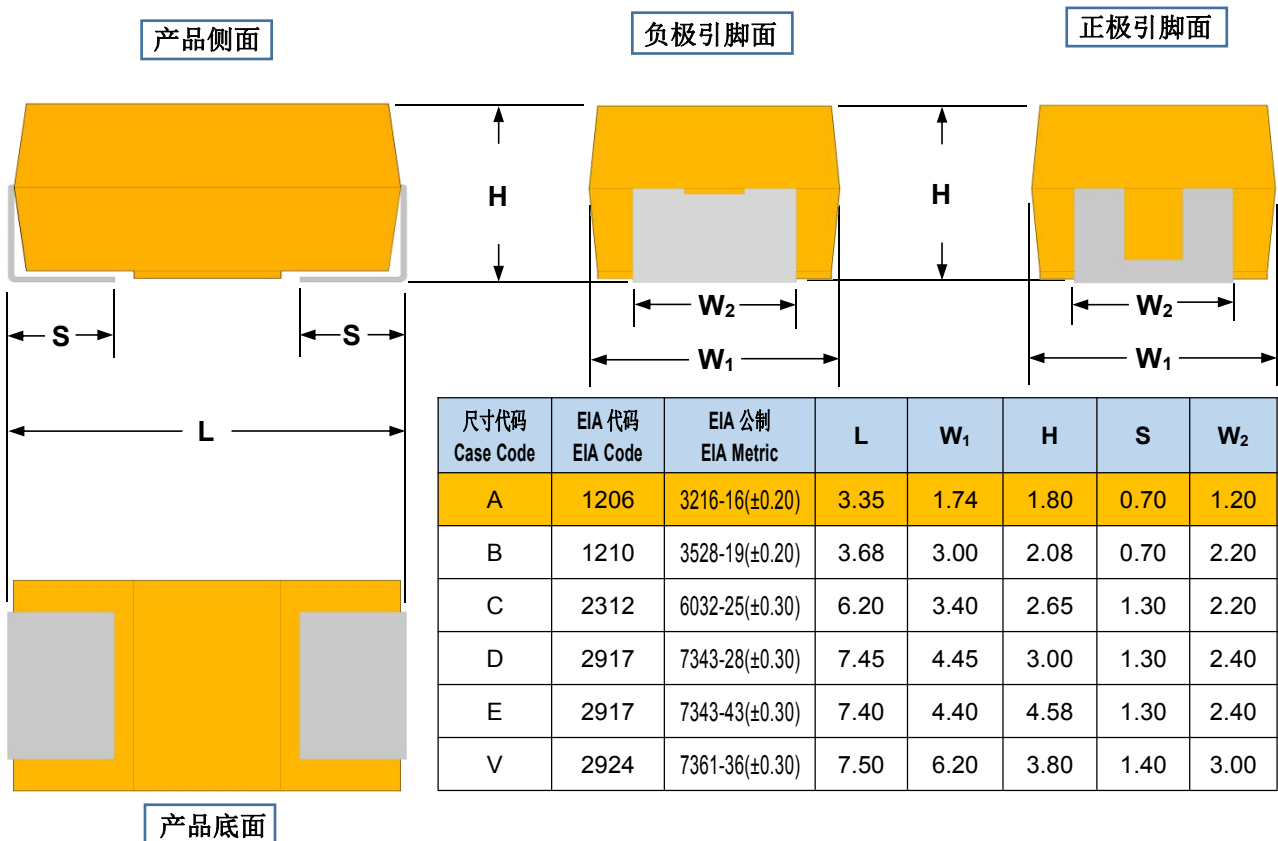 产品侧面
负极引脚面
正极引脚面
H
H
S
S
W₂
W₂
W₁
W₁
L
尺寸代码 EIA 代码 EIA 公制 L W₁ H S W₂
Case Code EIA Code EIA Metric
A 1206 3216-16(±0.20) 3.35 1.74 1.80 0.70 1.20
B 1210 3528-19(±0.20) 3.68 3.00 2.08 0.70 2.20
C 2312 6032-25(±0.30) 6.20 3.40 2.65 1.30 2.20
D 2917 7343-28(±0.30) 7.45 4.45 3.00 1.30 2.40
E 2917 7343-43(±0.30) 7.40 4.40 4.58 1.30 2.40
V 2924 7361-36(±0.30) 7.50 6.20 3.80 1.40 3.00
产品底面